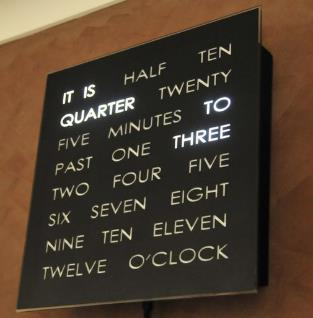 IT IS HALF TEN
QUARTER TWENTY
FIVE MINUTES TO
PAST ONE THREE
TWO FOUR FIVE
SIX SEVEN EIGHT
NINE TEN ELEVEN
TWELVE O'CLOCK